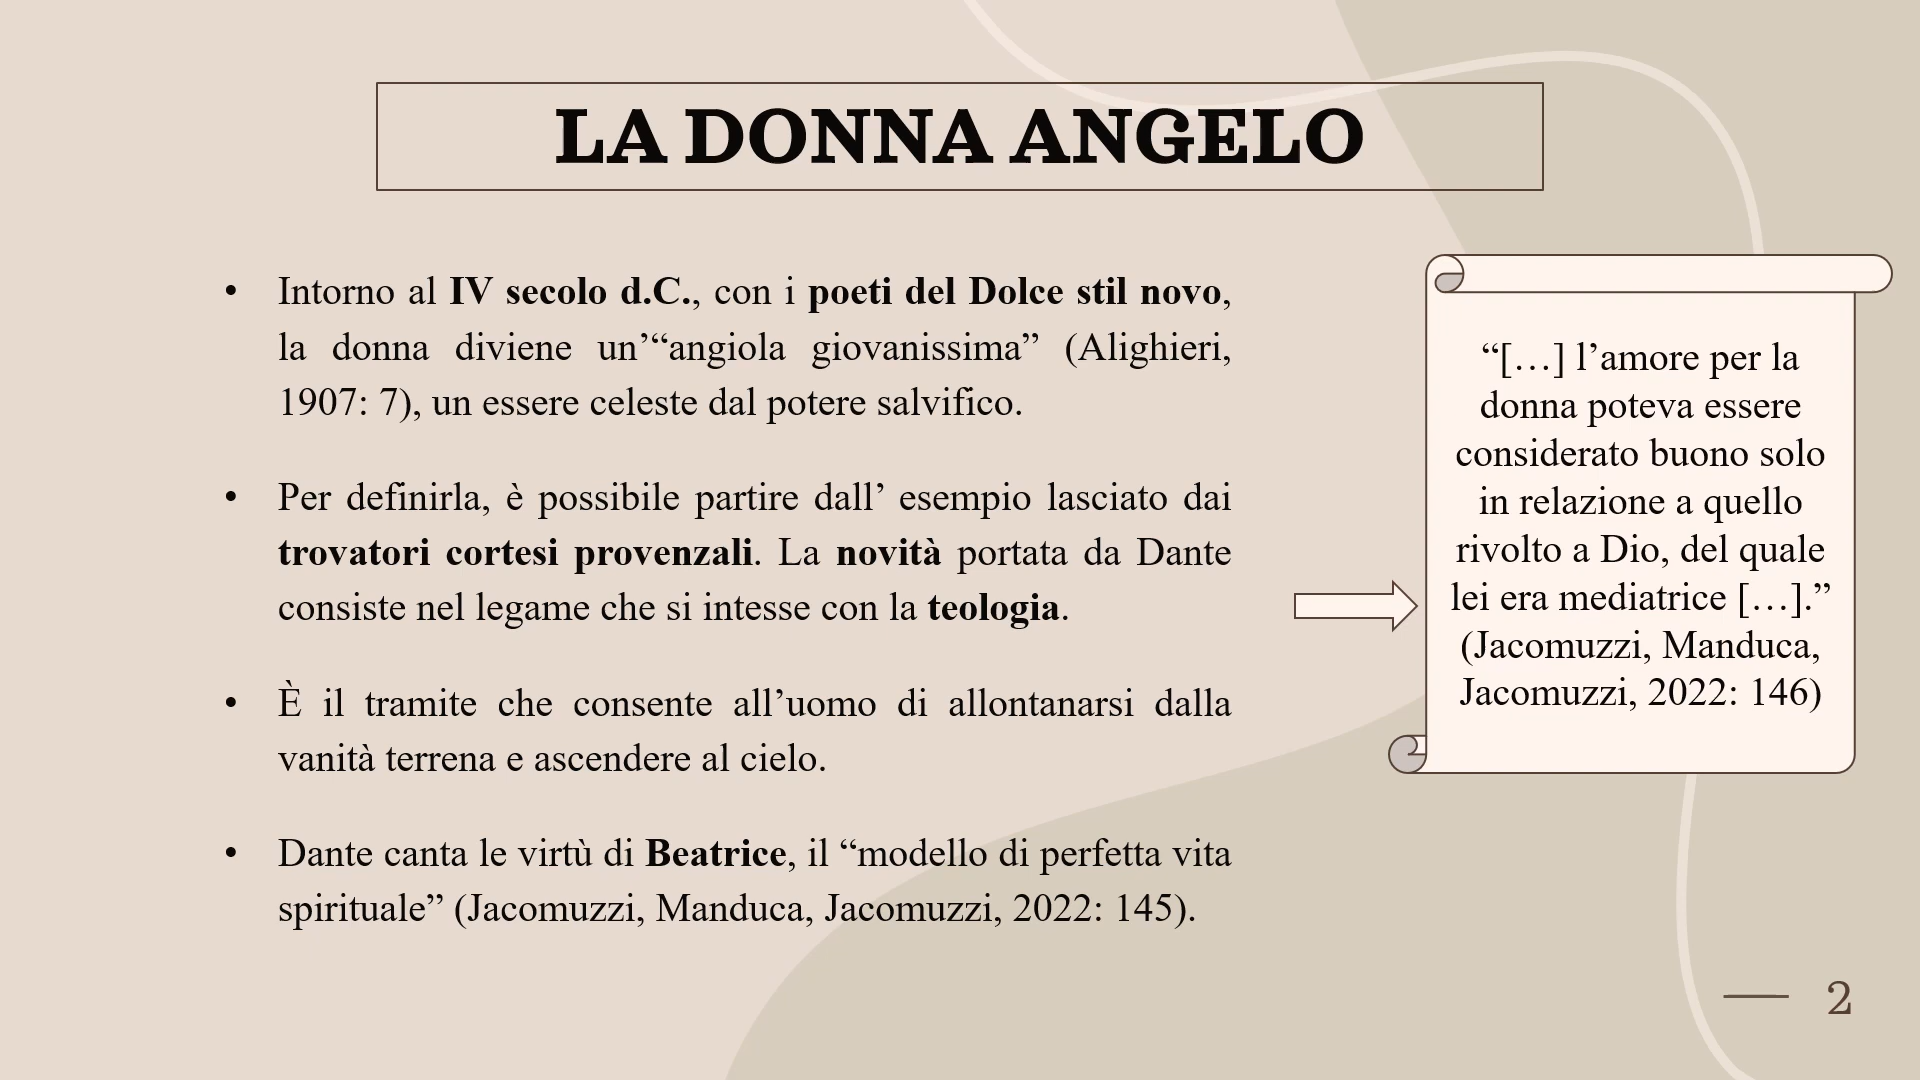 LA DONNA ANGELO
• Intorno al IV secolo d.C., con i poeti del Dolce stil novo,
la donna diviene un’“angiola giovanissima” (Alighieri,
1907: 7), un essere celeste dal potere salvifico.
• Per definirla, è possibile partire dall’ esempio lasciato dai
trovatori cortesi provenzali. La novità portata da Dante
consiste nel legame che si intesse con la teologia.
• È il tramite che consente all’uomo di allontanarsi dalla
vanità terrena e ascendere al cielo.
• Dante canta le virtù di Beatrice, il “modello di perfetta vita
spirituale” (Jacomuzzi, Manduca, Jacomuzzi, 2022: 145).
“[…] l’amore per la
donna poteva essere
considerato buono solo
in relazione a quello
rivolto a Dio, del quale
lei era mediatrice […].”
(Jacomuzzi, Manduca,
Jacomuzzi, 2022: 146)
2